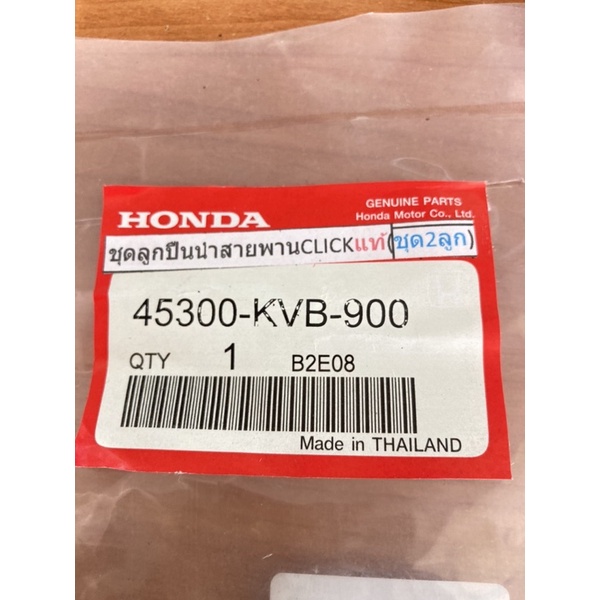 GENUINE PARTS
HONDA
Honda Motor Co., Ltd.
ชุดลูกปืนนำสายพานCLICKแท้(ชุด2ลูก)
45300-KVB-900
QTY 1 B2E08
Made in THAILAND